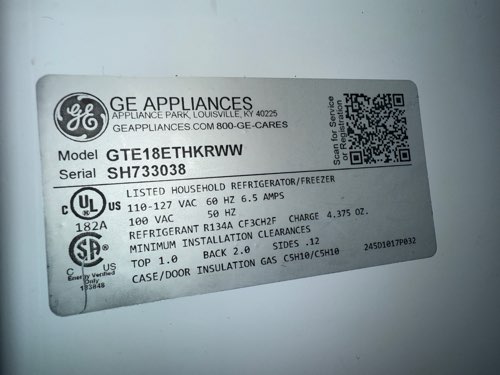 GE APPLIANCES
APPLIANCE PARK, LOUISVILLE, KY 40225
GEAPPLIANCES.COM 800-GE-CARES
Scan for Service
or Registration
Model GTE18ETHKRWW
Serial SH733038
C UL US
182A
LISTED HOUSEHOLD REFRIGERATOR/FREEZER
110-127 VAC 60 HZ 6.5 AMPS
100 VAC 50 HZ
REFRIGERANT R134A CF3CH2F CHARGE 4.375 OZ.
MINIMUM INSTALLATION CLEARANCES
TOP 1.0 BACK 2.0 SIDES .12
CASE/DOOR INSULATION GAS C5H10/C5H10
245D1017P032
SA
C US
Energy Verified
Only